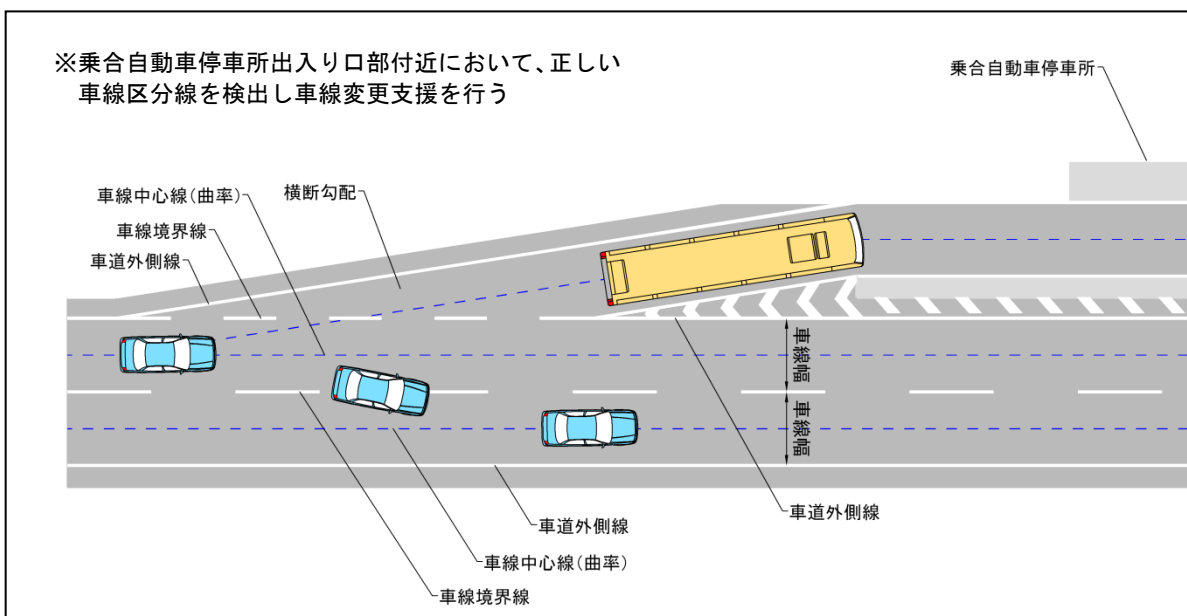 ※乗合自動車停車所出入り口部付近において、正しい
車線区分線を検出し車線変更支援を行う
乗合自動車停車所
車線中心線(曲率)
横断勾配
車線境界線
車道外側線
車線幅
車線幅
車道外側線
車道外側線
車線中心線(曲率)
車線境界線